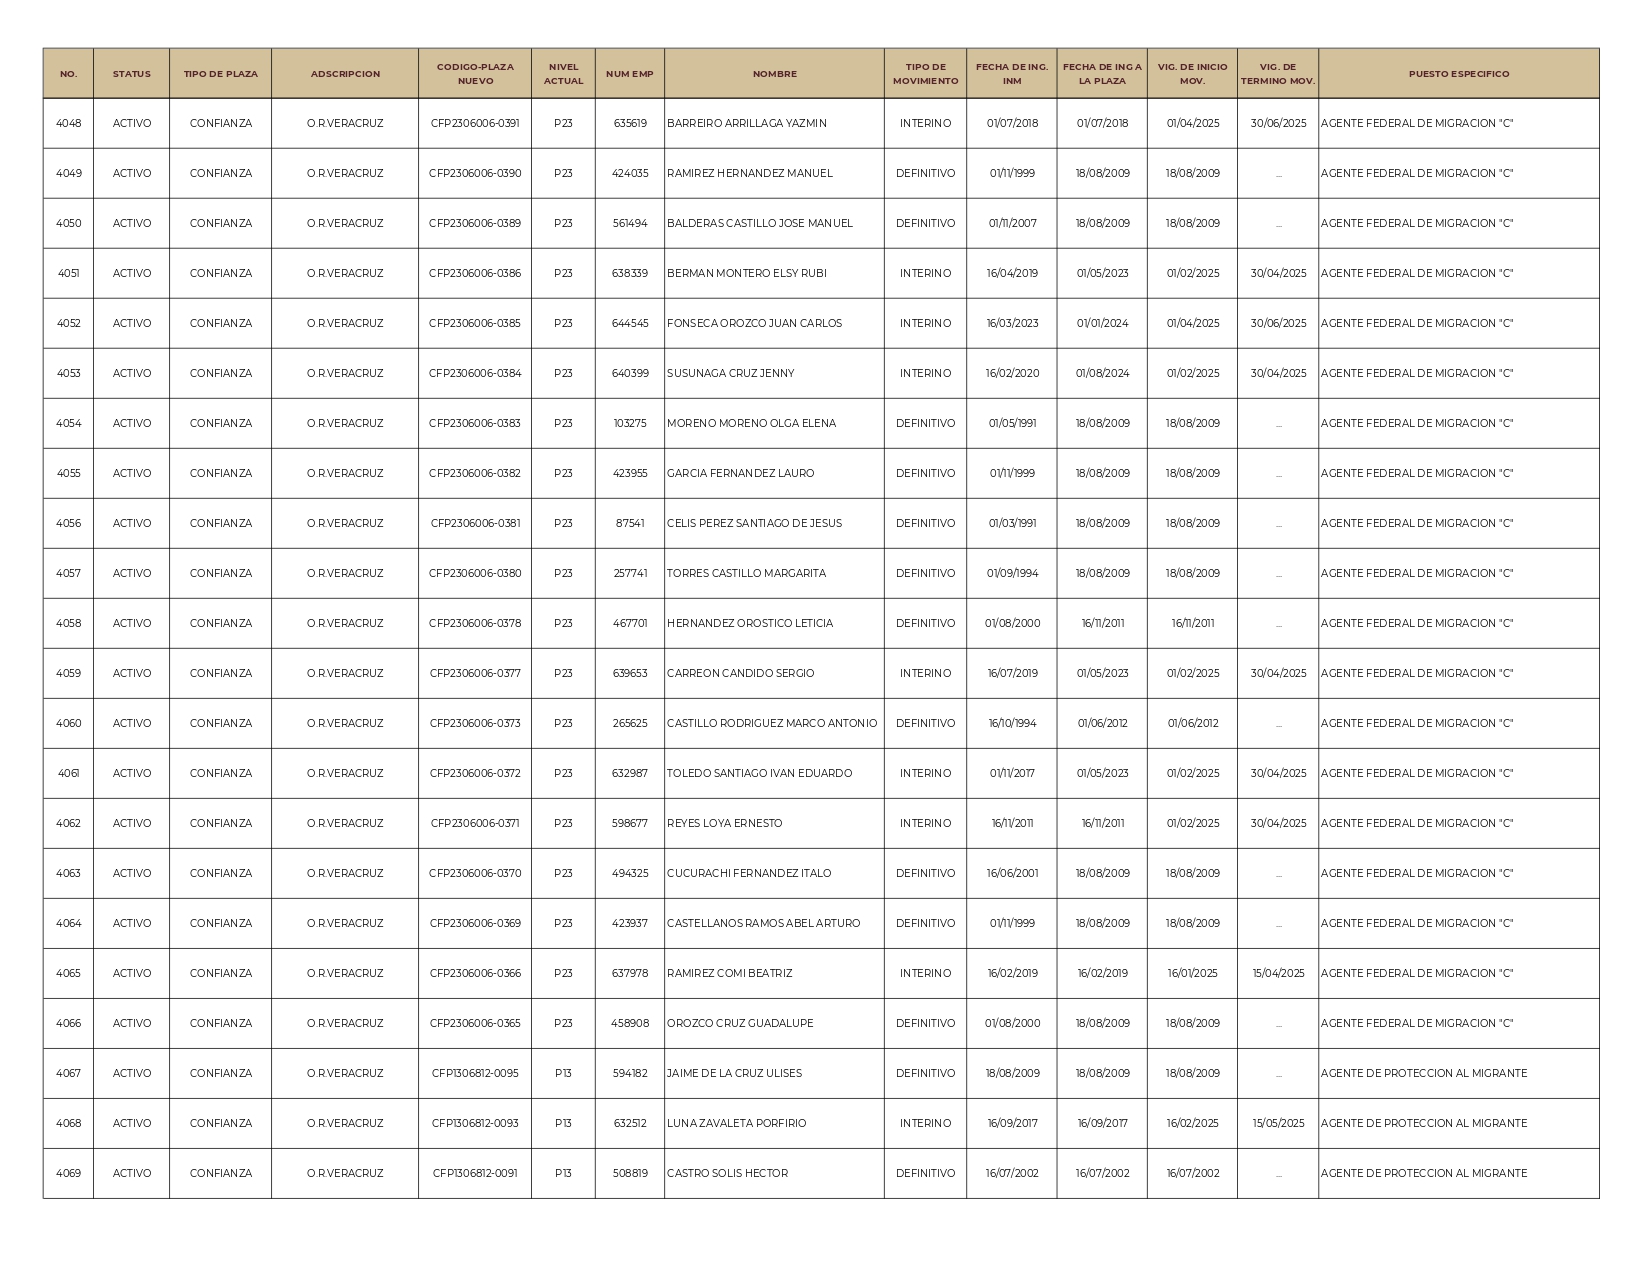 NO. STATUS TIPO DE PLAZA ADSCRIPCION CODIGO-PLAZA NUEVO NIVEL ACTUAL NUM EMP NOMBRE TIPO DE MOVIMIENTO FECHA DE ING. INM FECHA DE ING A LA PLAZA VIG. DE INICIO MOV. VIG. DE TERMINO MOV. PUESTO ESPECIFICO
4048 ACTIVO CONFIANZA O.R.VERACRUZ CFP2306006-0391 P23 635619 BARREIRO ARRILLAGA YAZMIN INTERINO 01/07/2018 01/07/2018 01/04/2025 30/06/2025 AGENTE FEDERAL DE MIGRACION "C"
4049 ACTIVO CONFIANZA O.R.VERACRUZ CFP2306006-0390 P23 424035 RAMIREZ HERNANDEZ MANUEL DEFINITIVO 01/11/1999 18/08/2009 18/08/2009 ... AGENTE FEDERAL DE MIGRACION "C"
4050 ACTIVO CONFIANZA O.R.VERACRUZ CFP2306006-0389 P23 561494 BALDERAS CASTILLO JOSE MANUEL DEFINITIVO 01/11/2007 18/08/2009 18/08/2009 ... AGENTE FEDERAL DE MIGRACION "C"
4051 ACTIVO CONFIANZA O.R.VERACRUZ CFP2306006-0386 P23 638339 BERMAN MONTERO ELSY RUBI INTERINO 16/04/2019 01/05/2023 01/02/2025 30/04/2025 AGENTE FEDERAL DE MIGRACION "C"
4052 ACTIVO CONFIANZA O.R.VERACRUZ CFP2306006-0385 P23 644545 FONSECA OROZCO JUAN CARLOS INTERINO 16/03/2023 01/01/2024 01/04/2025 30/06/2025 AGENTE FEDERAL DE MIGRACION "C"
4053 ACTIVO CONFIANZA O.R.VERACRUZ CFP2306006-0384 P23 640399 SUSUNAGA CRUZ JENNY INTERINO 16/02/2020 01/08/2024 01/02/2025 30/04/2025 AGENTE FEDERAL DE MIGRACION "C"
4054 ACTIVO CONFIANZA O.R.VERACRUZ CFP2306006-0383 P23 103275 MORENO MORENO OLGA ELENA DEFINITIVO 01/05/1991 18/08/2009 18/08/2009 ... AGENTE FEDERAL DE MIGRACION "C"
4055 ACTIVO CONFIANZA O.R.VERACRUZ CFP2306006-0382 P23 423955 GARCIA FERNANDEZ LAURO DEFINITIVO 01/11/1999 18/08/2009 18/08/2009 ... AGENTE FEDERAL DE MIGRACION "C"
4056 ACTIVO CONFIANZA O.R.VERACRUZ CFP2306006-0381 P23 87541 CELIS PEREZ SANTIAGO DE JESUS DEFINITIVO 01/03/1991 18/08/2009 18/08/2009 ... AGENTE FEDERAL DE MIGRACION "C"
4057 ACTIVO CONFIANZA O.R.VERACRUZ CFP2306006-0380 P23 257741 TORRES CASTILLO MARGARITA DEFINITIVO 01/09/1994 18/08/2009 18/08/2009 ... AGENTE FEDERAL DE MIGRACION "C"
4058 ACTIVO CONFIANZA O.R.VERACRUZ CFP2306006-0378 P23 467701 HERNANDEZ OROSTICO LETICIA DEFINITIVO 01/08/2000 16/11/2011 16/11/2011 ... AGENTE FEDERAL DE MIGRACION "C"
4059 ACTIVO CONFIANZA O.R.VERACRUZ CFP2306006-0377 P23 639653 CARREON CANDIDO SERGIO INTERINO 16/07/2019 01/05/2023 01/02/2025 30/04/2025 AGENTE FEDERAL DE MIGRACION "C"
4060 ACTIVO CONFIANZA O.R.VERACRUZ CFP2306006-0373 P23 265625 CASTILLO RODRIGUEZ MARCO ANTONIO DEFINITIVO 16/10/1994 01/06/2012 01/06/2012 ... AGENTE FEDERAL DE MIGRACION "C"
4061 ACTIVO CONFIANZA O.R.VERACRUZ CFP2306006-0372 P23 632987 TOLEDO SANTIAGO IVAN EDUARDO INTERINO 01/11/2017 01/05/2023 01/02/2025 30/04/2025 AGENTE FEDERAL DE MIGRACION "C"
4062 ACTIVO CONFIANZA O.R.VERACRUZ CFP2306006-0371 P23 598677 REYES LOYA ERNESTO INTERINO 16/11/2011 16/11/2011 01/02/2025 30/04/2025 AGENTE FEDERAL DE MIGRACION "C"
4063 ACTIVO CONFIANZA O.R.VERACRUZ CFP2306006-0370 P23 494325 CUCURACHI FERNANDEZ ITALO DEFINITIVO 16/06/2001 18/08/2009 18/08/2009 ... AGENTE FEDERAL DE MIGRACION "C"
4064 ACTIVO CONFIANZA O.R.VERACRUZ CFP2306006-0369 P23 423937 CASTELLANOS RAMOS ABEL ARTURO DEFINITIVO 01/11/1999 18/08/2009 18/08/2009 ... AGENTE FEDERAL DE MIGRACION "C"
4065 ACTIVO CONFIANZA O.R.VERACRUZ CFP2306006-0366 P23 637978 RAMIREZ COMI BEATRIZ INTERINO 16/02/2019 16/02/2019 16/01/2025 15/04/2025 AGENTE FEDERAL DE MIGRACION "C"
4066 ACTIVO CONFIANZA O.R.VERACRUZ CFP2306006-0365 P23 458908 OROZCO CRUZ GUADALUPE DEFINITIVO 01/08/2000 18/08/2009 18/08/2009 ... AGENTE FEDERAL DE MIGRACION "C"
4067 ACTIVO CONFIANZA O.R.VERACRUZ CFP1306812-0095 P13 594182 JAIME DE LA CRUZ ULISES DEFINITIVO 18/08/2009 18/08/2009 18/08/2009 ... AGENTE DE PROTECCION AL MIGRANTE
4068 ACTIVO CONFIANZA O.R.VERACRUZ CFP1306812-0093 P13 632512 LUNA ZAVALETA PORFIRIO INTERINO 16/09/2017 16/09/2017 16/02/2025 15/05/2025 AGENTE DE PROTECCION AL MIGRANTE
4069 ACTIVO CONFIANZA O.R.VERACRUZ CFP1306812-0091 P13 508819 CASTRO SOLIS HECTOR DEFINITIVO 16/07/2002 16/07/2002 16/07/2002 ... AGENTE DE PROTECCION AL MIGRANTE